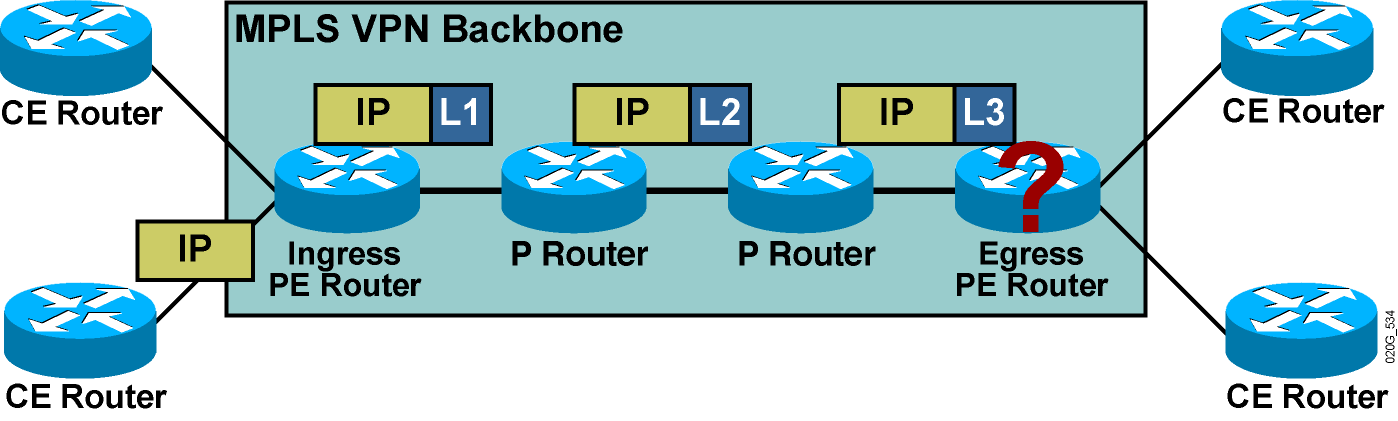 MPLS VPN Backbone
CE Router
CE Router
IP L1
IP L2
IP L3
?
IP
Ingress
PE Router
P Router
P Router
Egress
PE Router
CE Router
CE Router
020G_534